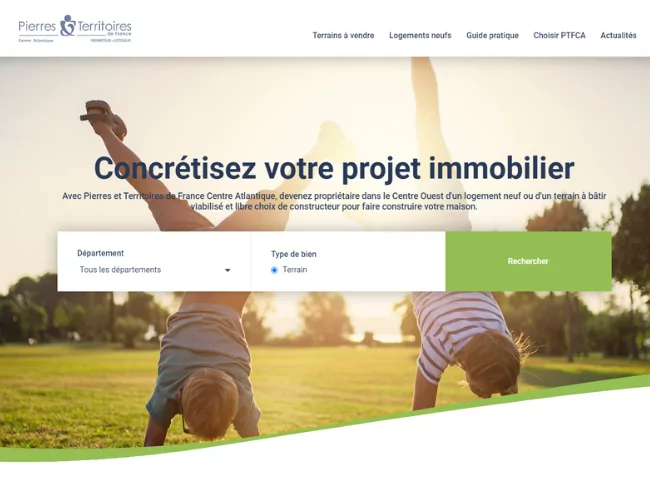 Pierres & Territoires
de France
Centre Atlantique
PROMOTEUR • LOTISSEUR
Terrains à vendre
Logements neufs
Guide pratique
Choisir PTFCA
Actualités
Concrétisez votre projet immobilier
Avec Pierres et Territoires de France Centre Atlantique, devenez propriétaire dans le Centre Ouest d'un logement neuf ou d'un terrain à bâtir
viabilisé et libre choix de constructeur pour faire construire votre maison.
Département
Tous les départements
Type de bien
Terrain
Rechercher